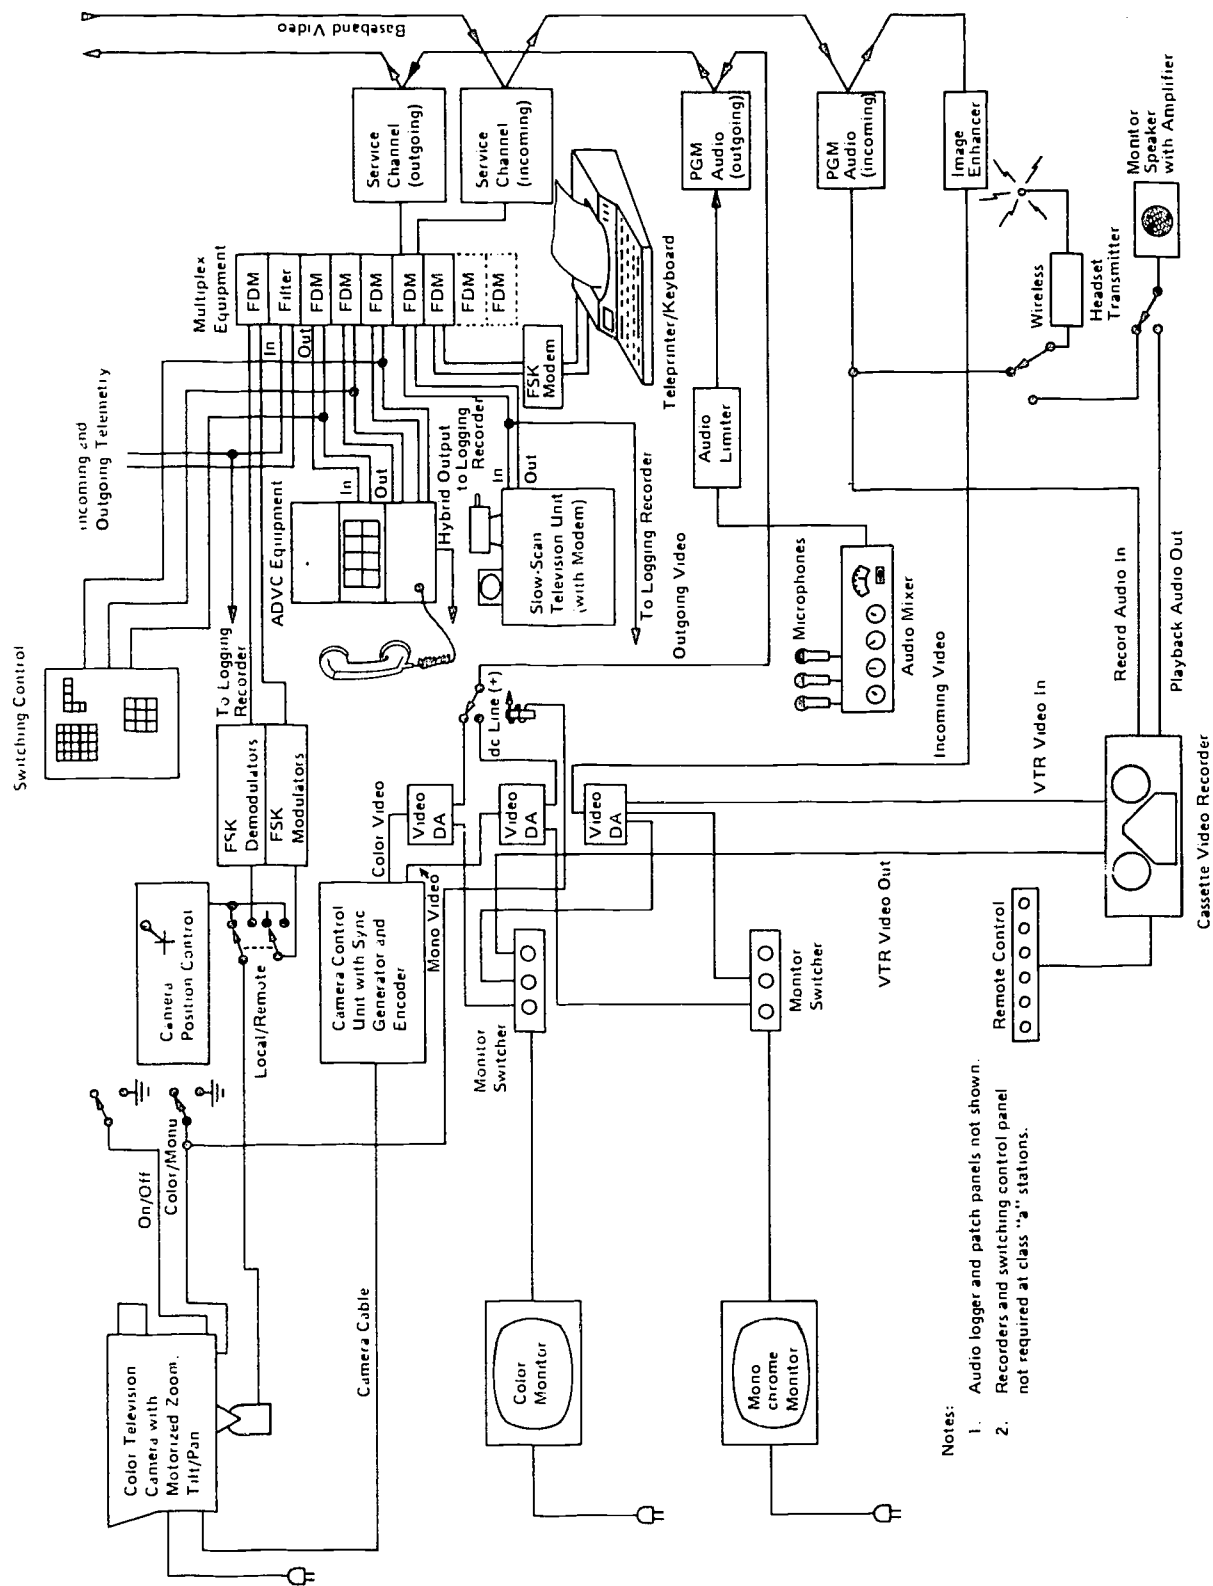 Baseband Video
Service
Channel
(outgoing)
Service
Channel
(incoming)
PGM
Audio
(outgoing)
PGM
Audio
(incoming)
Image
Enhancer
Monitor
Speaker
with Amplifier
Wireless
Headset
Transmitter
Multiplex
Equipment
FDM
Filter
FDM
FDM
FDM
FDM
FDM
FDM
FDM
In
Out
FSK
Modem
Teleprinter/Keyboard
Audio
Limiter
Incoming and
Outgoing Telemetry
ADVC Equipment
In
Out
Hybrid Output
to Logging
Recorder
In
Out
Slow-Scan
Television Unit
(with Modem)
To Logging Recorder
Outgoing Video
Microphones
Audio Mixer
Incoming Video
Record Audio In
Playback Audio Out
Switching Control
To Logging
Recorder
FSK
Demodulators
FSK
Modulators
dc Line (+)
Color Video
Video
DA
Video
DA
Video
DA
VTR Video In
Cassette Video Recorder
Camera
Position Control
Local/Remote
Camera Control
Unit with Sync
Generator and
Encoder
Mono Video
VTR Video Out
Remote Control
Monitor
Switcher
Monitor
Switcher
On/Off
Color/Monu
Color Television
Camera with
Motorized Zoom.
Tilt/Pan
Camera Cable
Color
Monitor
Mono
chrome
Monitor
Notes:
1. Audio logger and patch panels not shown.
2. Recorders and switching control panel
not required at class "a" stations.